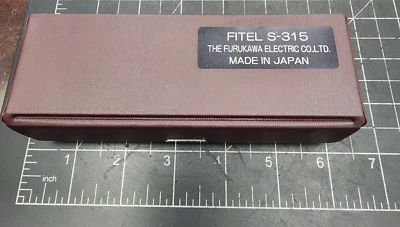 FITEL S-315
THE FURUKAWA ELECTRIC CO.,LTD.
MADE IN JAPAN
1 2 3 4 5 6 7
inch